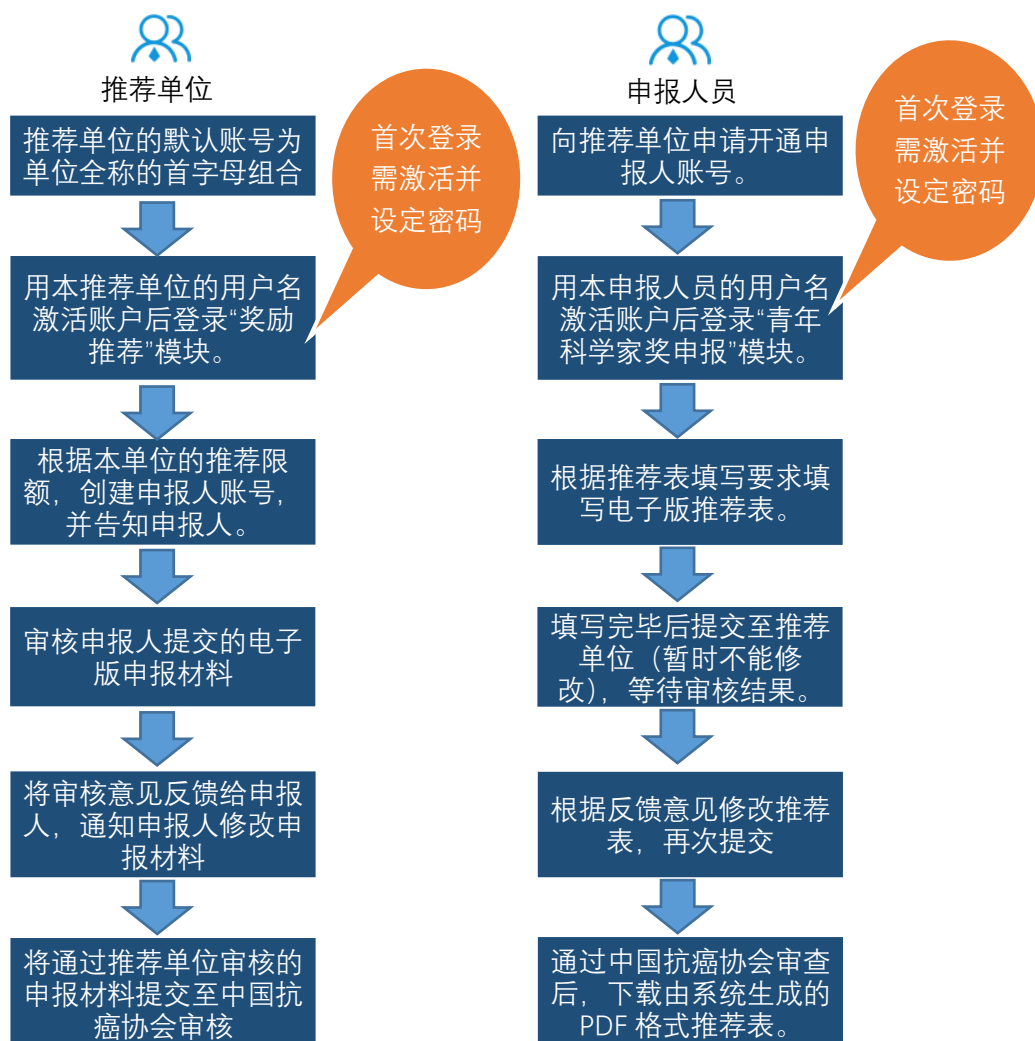 推荐单位
推荐单位的默认账号为
单位全称的首字母组合
首次登录
需激活并
设定密码
用本推荐单位的用户名
激活账户后登录“奖励
推荐”模块。
根据本单位的推荐限
额，创建申报人账号，
并告知申报人。
审核申报人提交的电子
版申报材料
将审核意见反馈给申报
人，通知申报人修改申
报材料
将通过推荐单位审核的
申报材料提交至中国抗
癌协会审核
申报人员
向推荐单位申请开通申
报人账号。
首次登录
需激活并
设定密码
用本申报人员的用户名
激活账户后登录“青年
科学家奖申报”模块。
根据推荐表填写要求填
写电子版推荐表。
填写完毕后提交至推荐
单位（暂时不能修
改），等待审核结果。
根据反馈意见修改推荐
表，再次提交
通过中国抗癌协会审查
后，下载由系统生成的
PDF 格式推荐表。